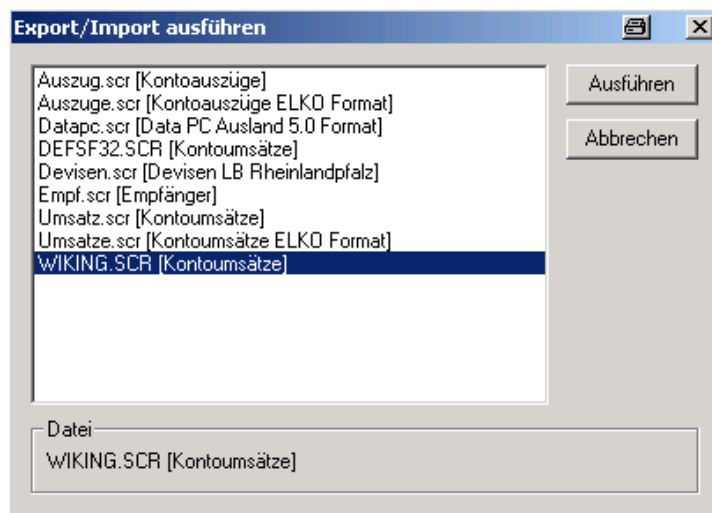 Export/Import ausführen
Auszug.scr [Kontoauszüge]
Auszuge.scr [Kontoauszüge ELKO Format]
Datapc.scr [Data PC Ausland 5.0 Format]
DEFSF32.SCR [Kontoumsätze]
Devisen.scr [Devisen LB Rheinlandpfalz]
Empf.scr [Empfänger]
Umsatz.scr [Kontoumsätze]
Umsatze.scr [Kontoumsätze ELKO Format]
WIKING.SCR [Kontoumsätze]
Ausführen
Abbrechen
Datei
WIKING.SCR [Kontoumsätze]